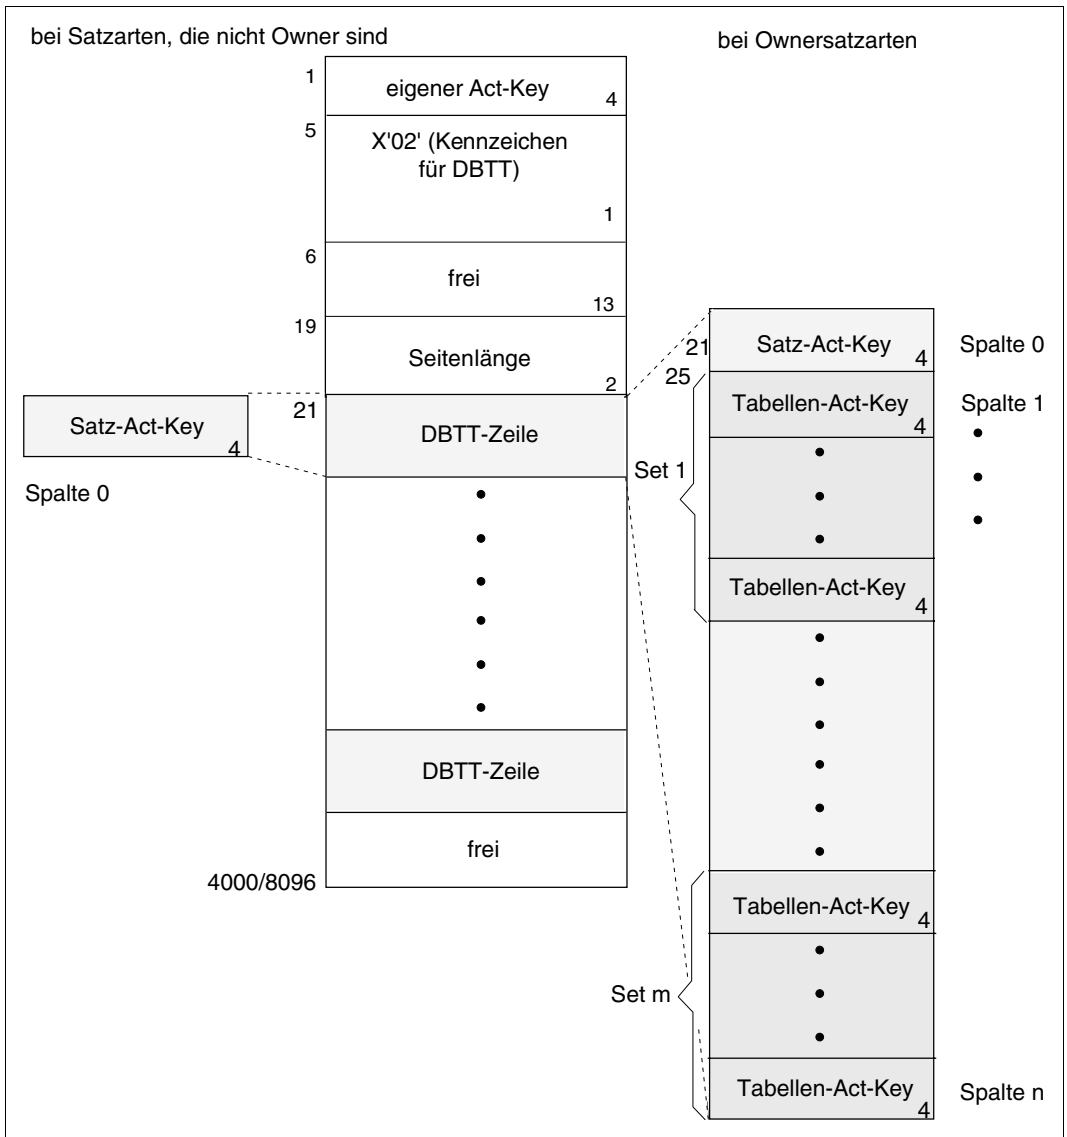 bei Satzarten, die nicht Owner sind
bei Ownersatzarten
1
eigener Act-Key
4
5
X'02' (Kennzeichen
für DBTT)
1
6
frei
13
19
Seitenlänge
2
21
DBTT-Zeile
Satz-Act-Key
4
Spalte 0
DBTT-Zeile
frei
4000/8096
21
Satz-Act-Key
4
Spalte 0
25
Tabellen-Act-Key
4
Spalte 1
Set 1
Tabellen-Act-Key
4
Tabellen-Act-Key
4
Set m
Tabellen-Act-Key
4
Spalte n